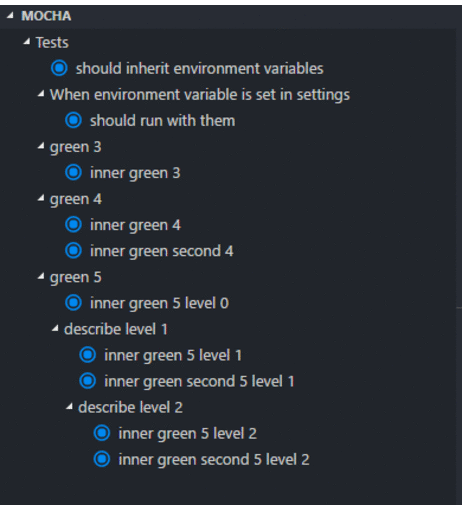 MOCHA
Tests
should inherit environment variables
When environment variable is set in settings
should run with them
green 3
inner green 3
green 4
inner green 4
inner green second 4
green 5
inner green 5 level 0
describe level 1
inner green 5 level 1
inner green second 5 level 1
describe level 2
inner green 5 level 2
inner green second 5 level 2